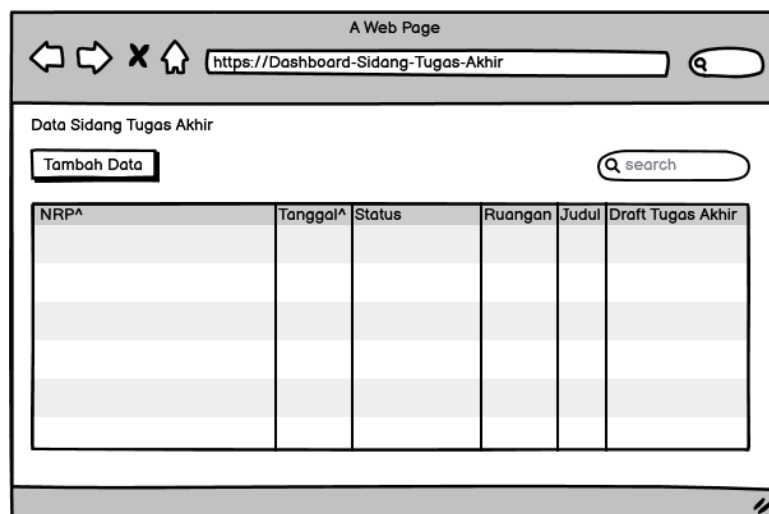 A Web Page
https://Dashboard-Sidang-Tugas-Akhir
Data Sidang Tugas Akhir
Tambah Data
search
NRP^ Tanggal^ Status Ruangan Judul Draft Tugas Akhir